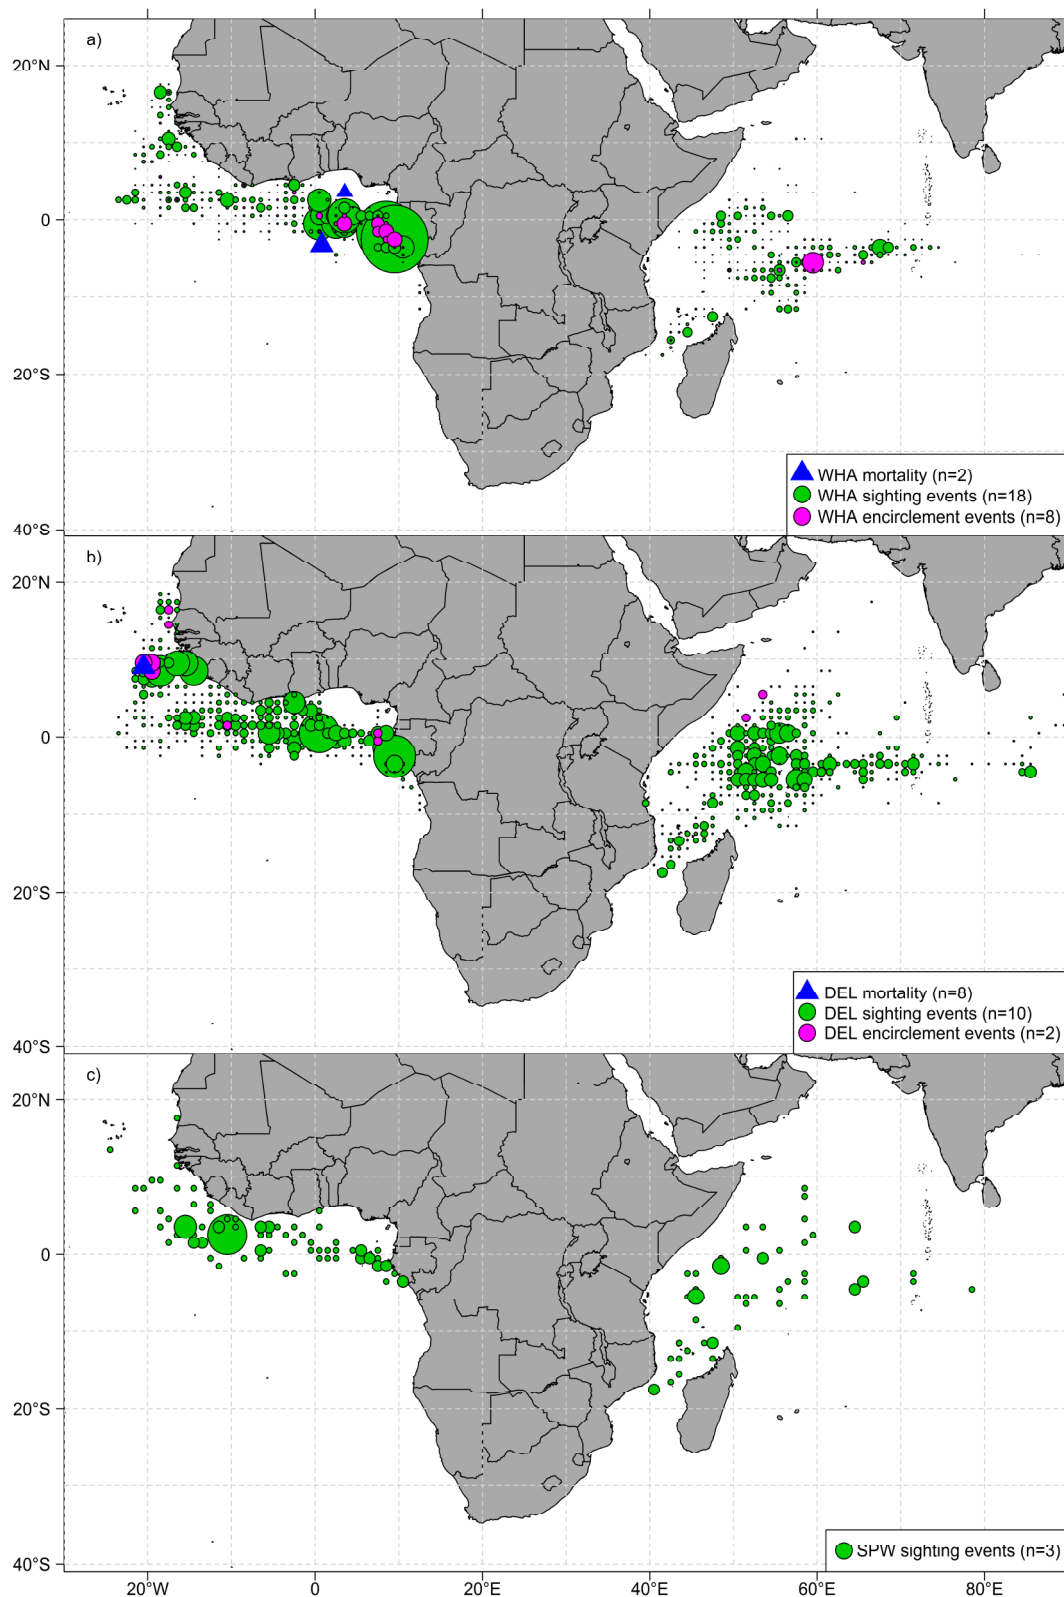 a)
20°N
0
20°S
40°S
WHA mortality (n=2)
WHA sighting events (n=18)
WHA encirclement events (n=8)
b)
20°N
0
20°S
40°S
DEL mortality (n=8)
DEL sighting events (n=10)
DEL encirclement events (n=2)
c)
20°N
0
20°S
40°S
SPW sighting events (n=3)
20°W
0
20°E
40°E
60°E
80°E